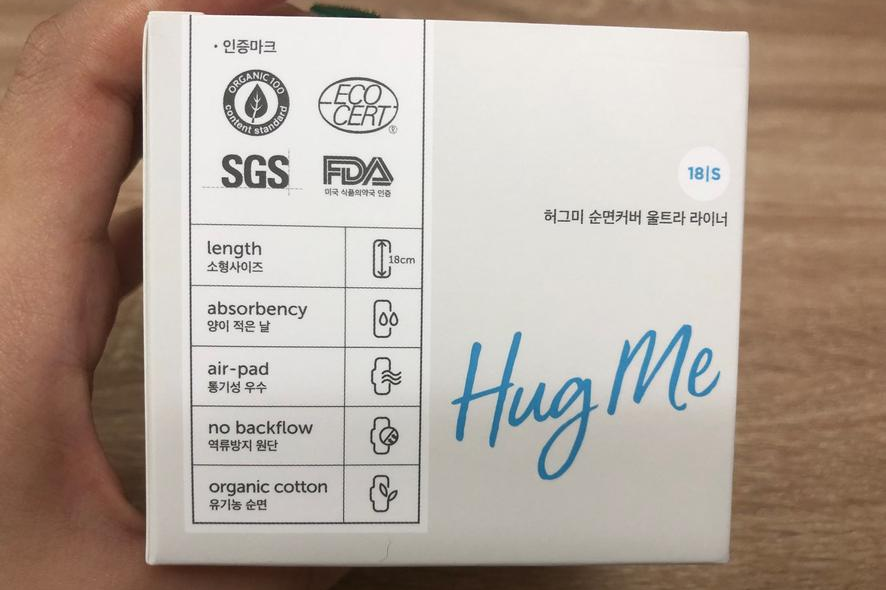 · 인증마크
ORGANIC 100
content standard
ECO
CERT
®
SGS
FDA
미국 식품의약국 인증
length
소형사이즈
18cm
absorbency
양이 적은 날
air-pad
통기성 우수
no backflow
역류방지 원단
organic cotton
유기농 순면
18|S
허그미 순면커버 울트라 라이너
Hug Me